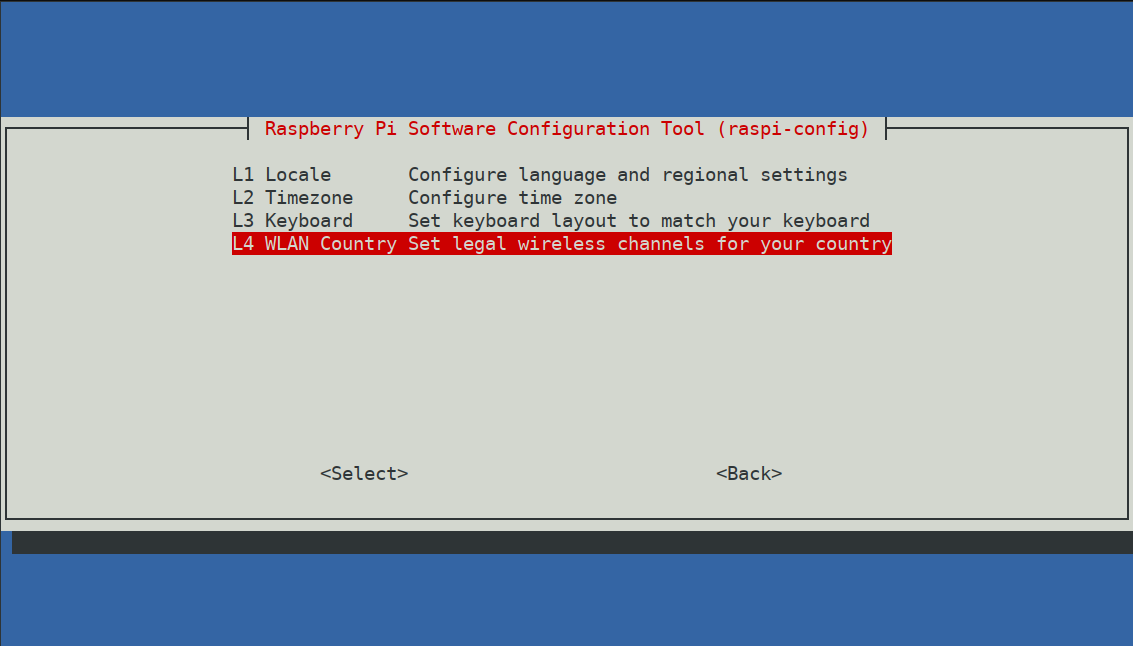 Raspberry Pi Software Configuration Tool (raspi-config)
L1 Locale Configure language and regional settings
L2 Timezone Configure time zone
L3 Keyboard Set keyboard layout to match your keyboard
L4 WLAN Country Set legal wireless channels for your country
<Select> <Back>